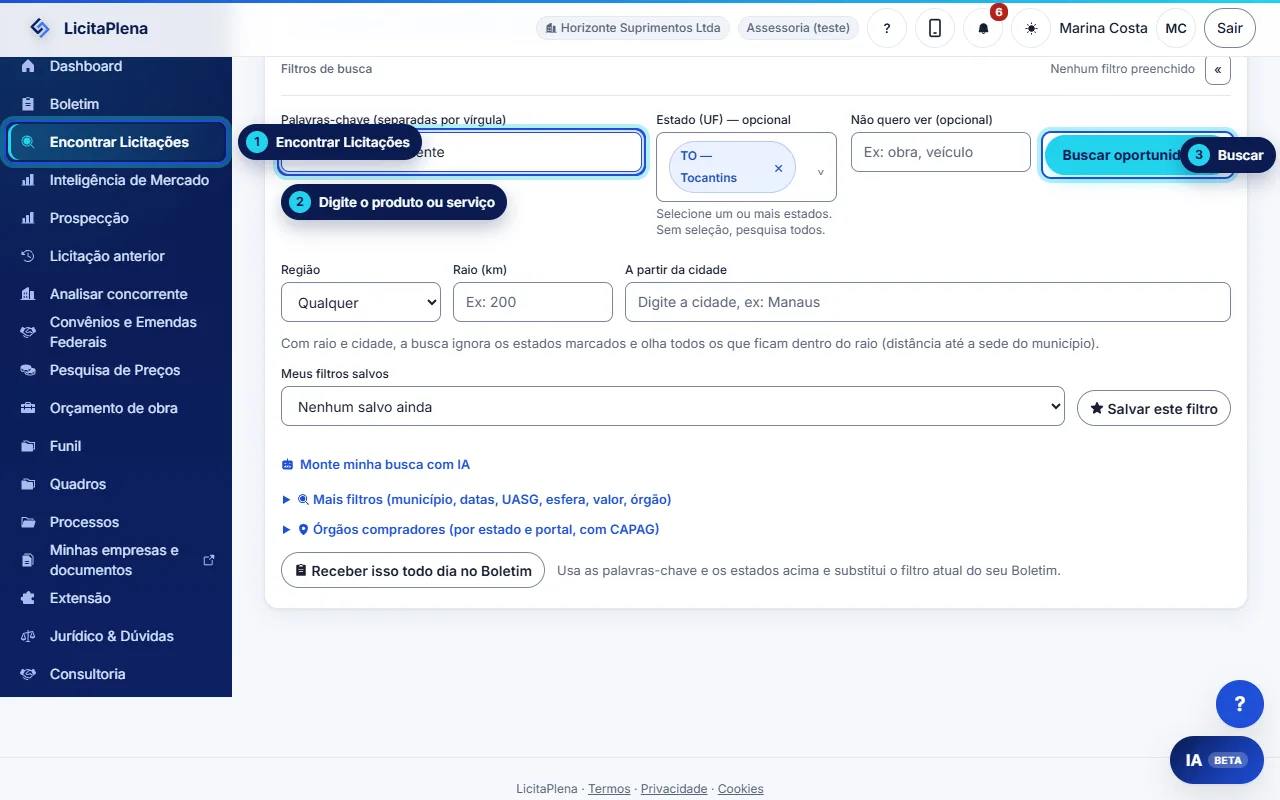 LicitaPlena
Horizonte Suprimentos Ltda
Assessoria (teste)
?
6
Marina Costa
MC
Sair
Dashboard
Boletim
Encontrar Licitações
Inteligência de Mercado
Prospecção
Licitação anterior
Analisar concorrente
Convênios e Emendas
Federais
Pesquisa de Preços
Orçamento de obra
Funil
Quadros
Processos
Minhas empresas e
documentos
Extensão
Jurídico & Dúvidas
Consultoria
Filtros de busca
Nenhum filtro preenchido
«
Palavras-chave (separadas por vírgula)
1 Encontrar Licitações
2 Digite o produto ou serviço
Estado (UF) — opcional
TO —
Tocantins
×
Selecione um ou mais estados.
Sem seleção, pesquisa todos.
Não quero ver (opcional)
Ex: obra, veículo
Buscar
3 Buscar
Região
Qualquer
Raio (km)
Ex: 200
A partir da cidade
Digite a cidade, ex: Manaus
Com raio e cidade, a busca ignora os estados marcados e olha todos os que ficam dentro do raio (distância até a sede do município).
Meus filtros salvos
Nenhum salvo ainda
Salvar este filtro
Monte minha busca com IA
Mais filtros (município, datas, UASG, esfera, valor, órgão)
Órgãos compradores (por estado e portal, com CAPAG)
Receber isso todo dia no Boletim
Usa as palavras-chave e os estados acima e substitui o filtro atual do seu Boletim.
?
IA BETA
LicitaPlena · Termos · Privacidade · Cookies